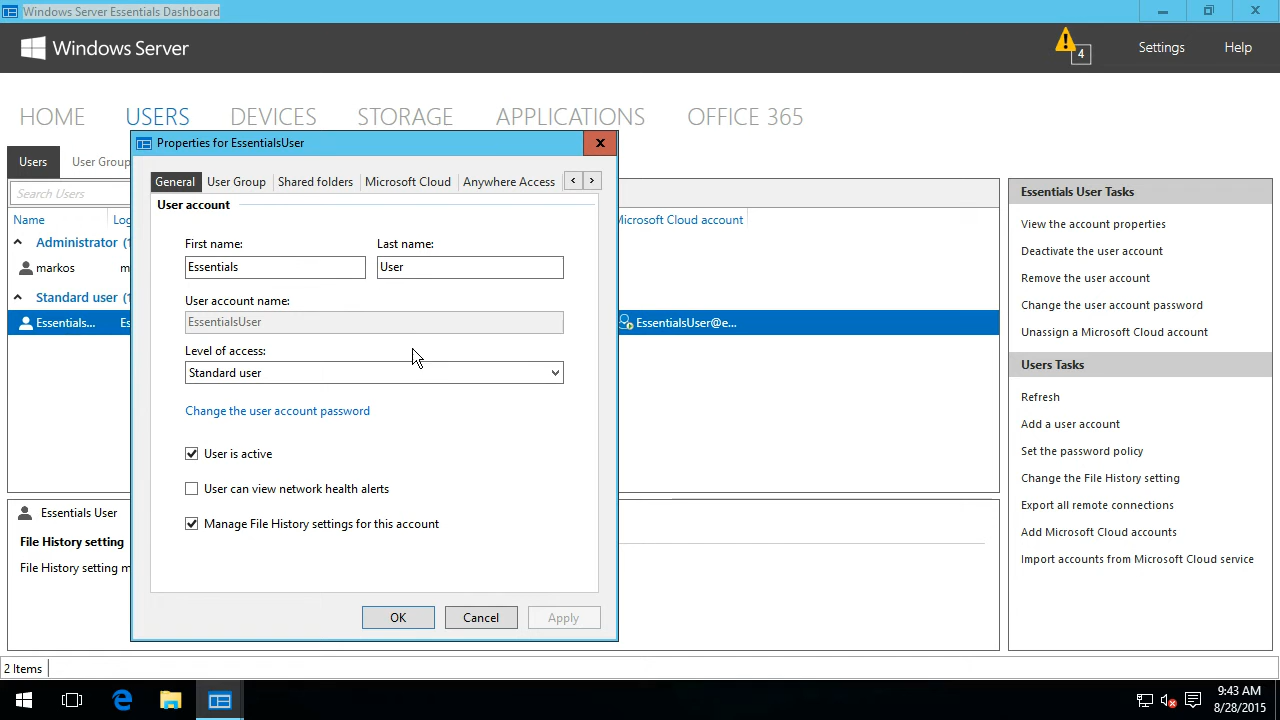 Windows Server Essentials Dashboard
Windows Server
4
Settings
Help
HOME
USERS
DEVICES
STORAGE
APPLICATIONS
OFFICE 365
Users
User Group
Search Users
Name
Log
Microsoft Cloud account
Administrator (1
markos
m
Standard user (1
Essentials...
Es
EssentialsUser@e...
Properties for EssentialsUser
General
User Group
Shared folders
Microsoft Cloud
Anywhere Access
User account
First name:
Last name:
Essentials
User
User account name:
EssentialsUser
Level of access:
Standard user
Change the user account password
User is active
User can view network health alerts
Manage File History settings for this account
OK
Cancel
Apply
Essentials User
File History setting
File History setting m
Essentials User Tasks
View the account properties
Deactivate the user account
Remove the user account
Change the user account password
Unassign a Microsoft Cloud account
Users Tasks
Refresh
Add a user account
Set the password policy
Change the File History setting
Export all remote connections
Add Microsoft Cloud accounts
Import accounts from Microsoft Cloud service
2 Items
9:43 AM
8/28/2015